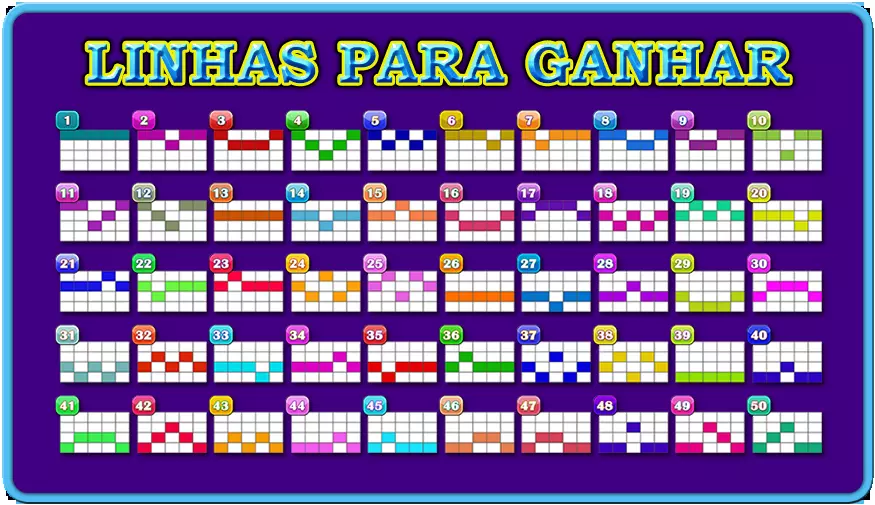 LINHAS PARA GANHAR
1 2 3 4 5 6 7 8 9 10
11 12 13 14 15 16 17 18 19 20
21 22 23 24 25 26 27 28 29 30
31 32 33 34 35 36 37 38 39 40
41 42 43 44 45 46 47 48 49 50